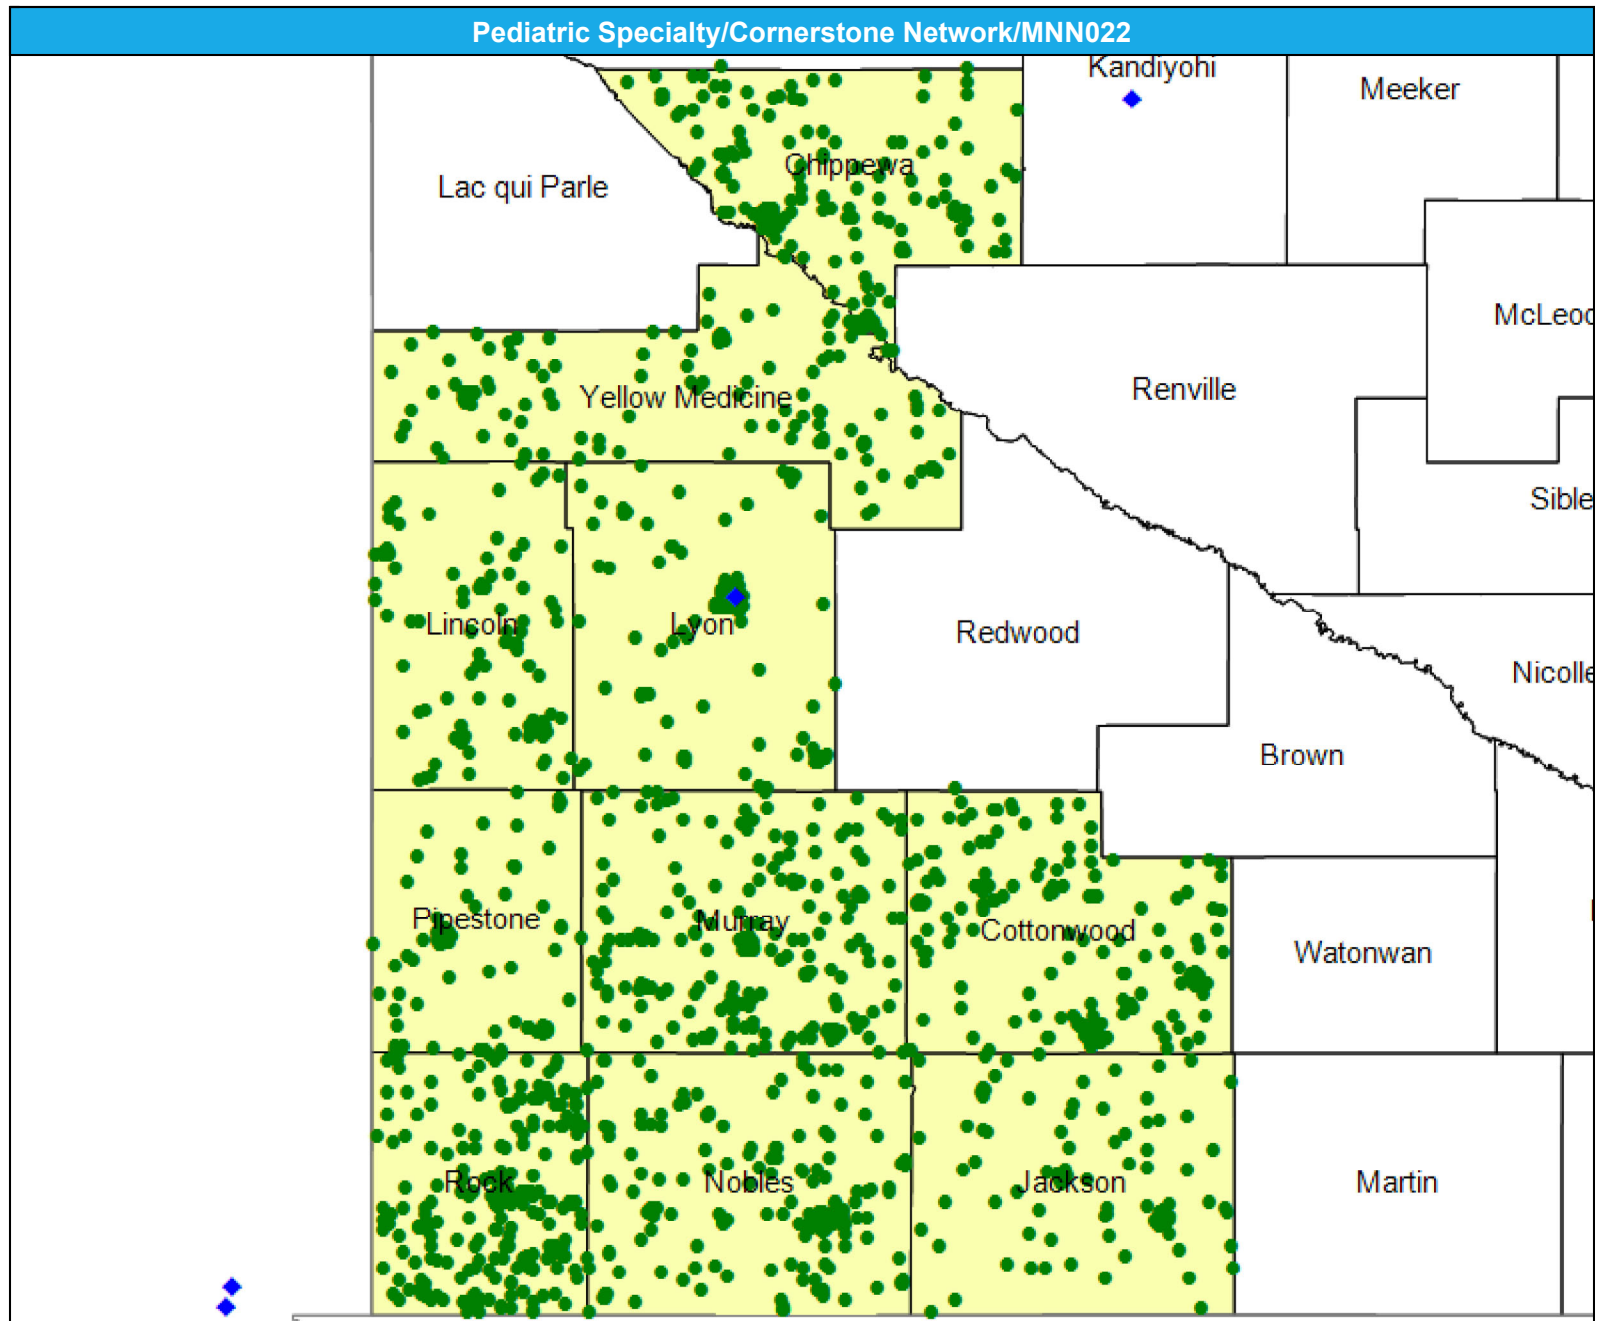 Pediatric Specialty/Cornerstone Network/MNN022
Kandiyohi
Meeker
Chippewa
Lac qui Parle
McLeod
Renville
Yellow Medicine
Sible
Lincoln
Lyon
Redwood
Nicolle
Brown
Pipestone
Murray
Cottonwood
Watonwan
Rock
Nobles
Jackson
Martin